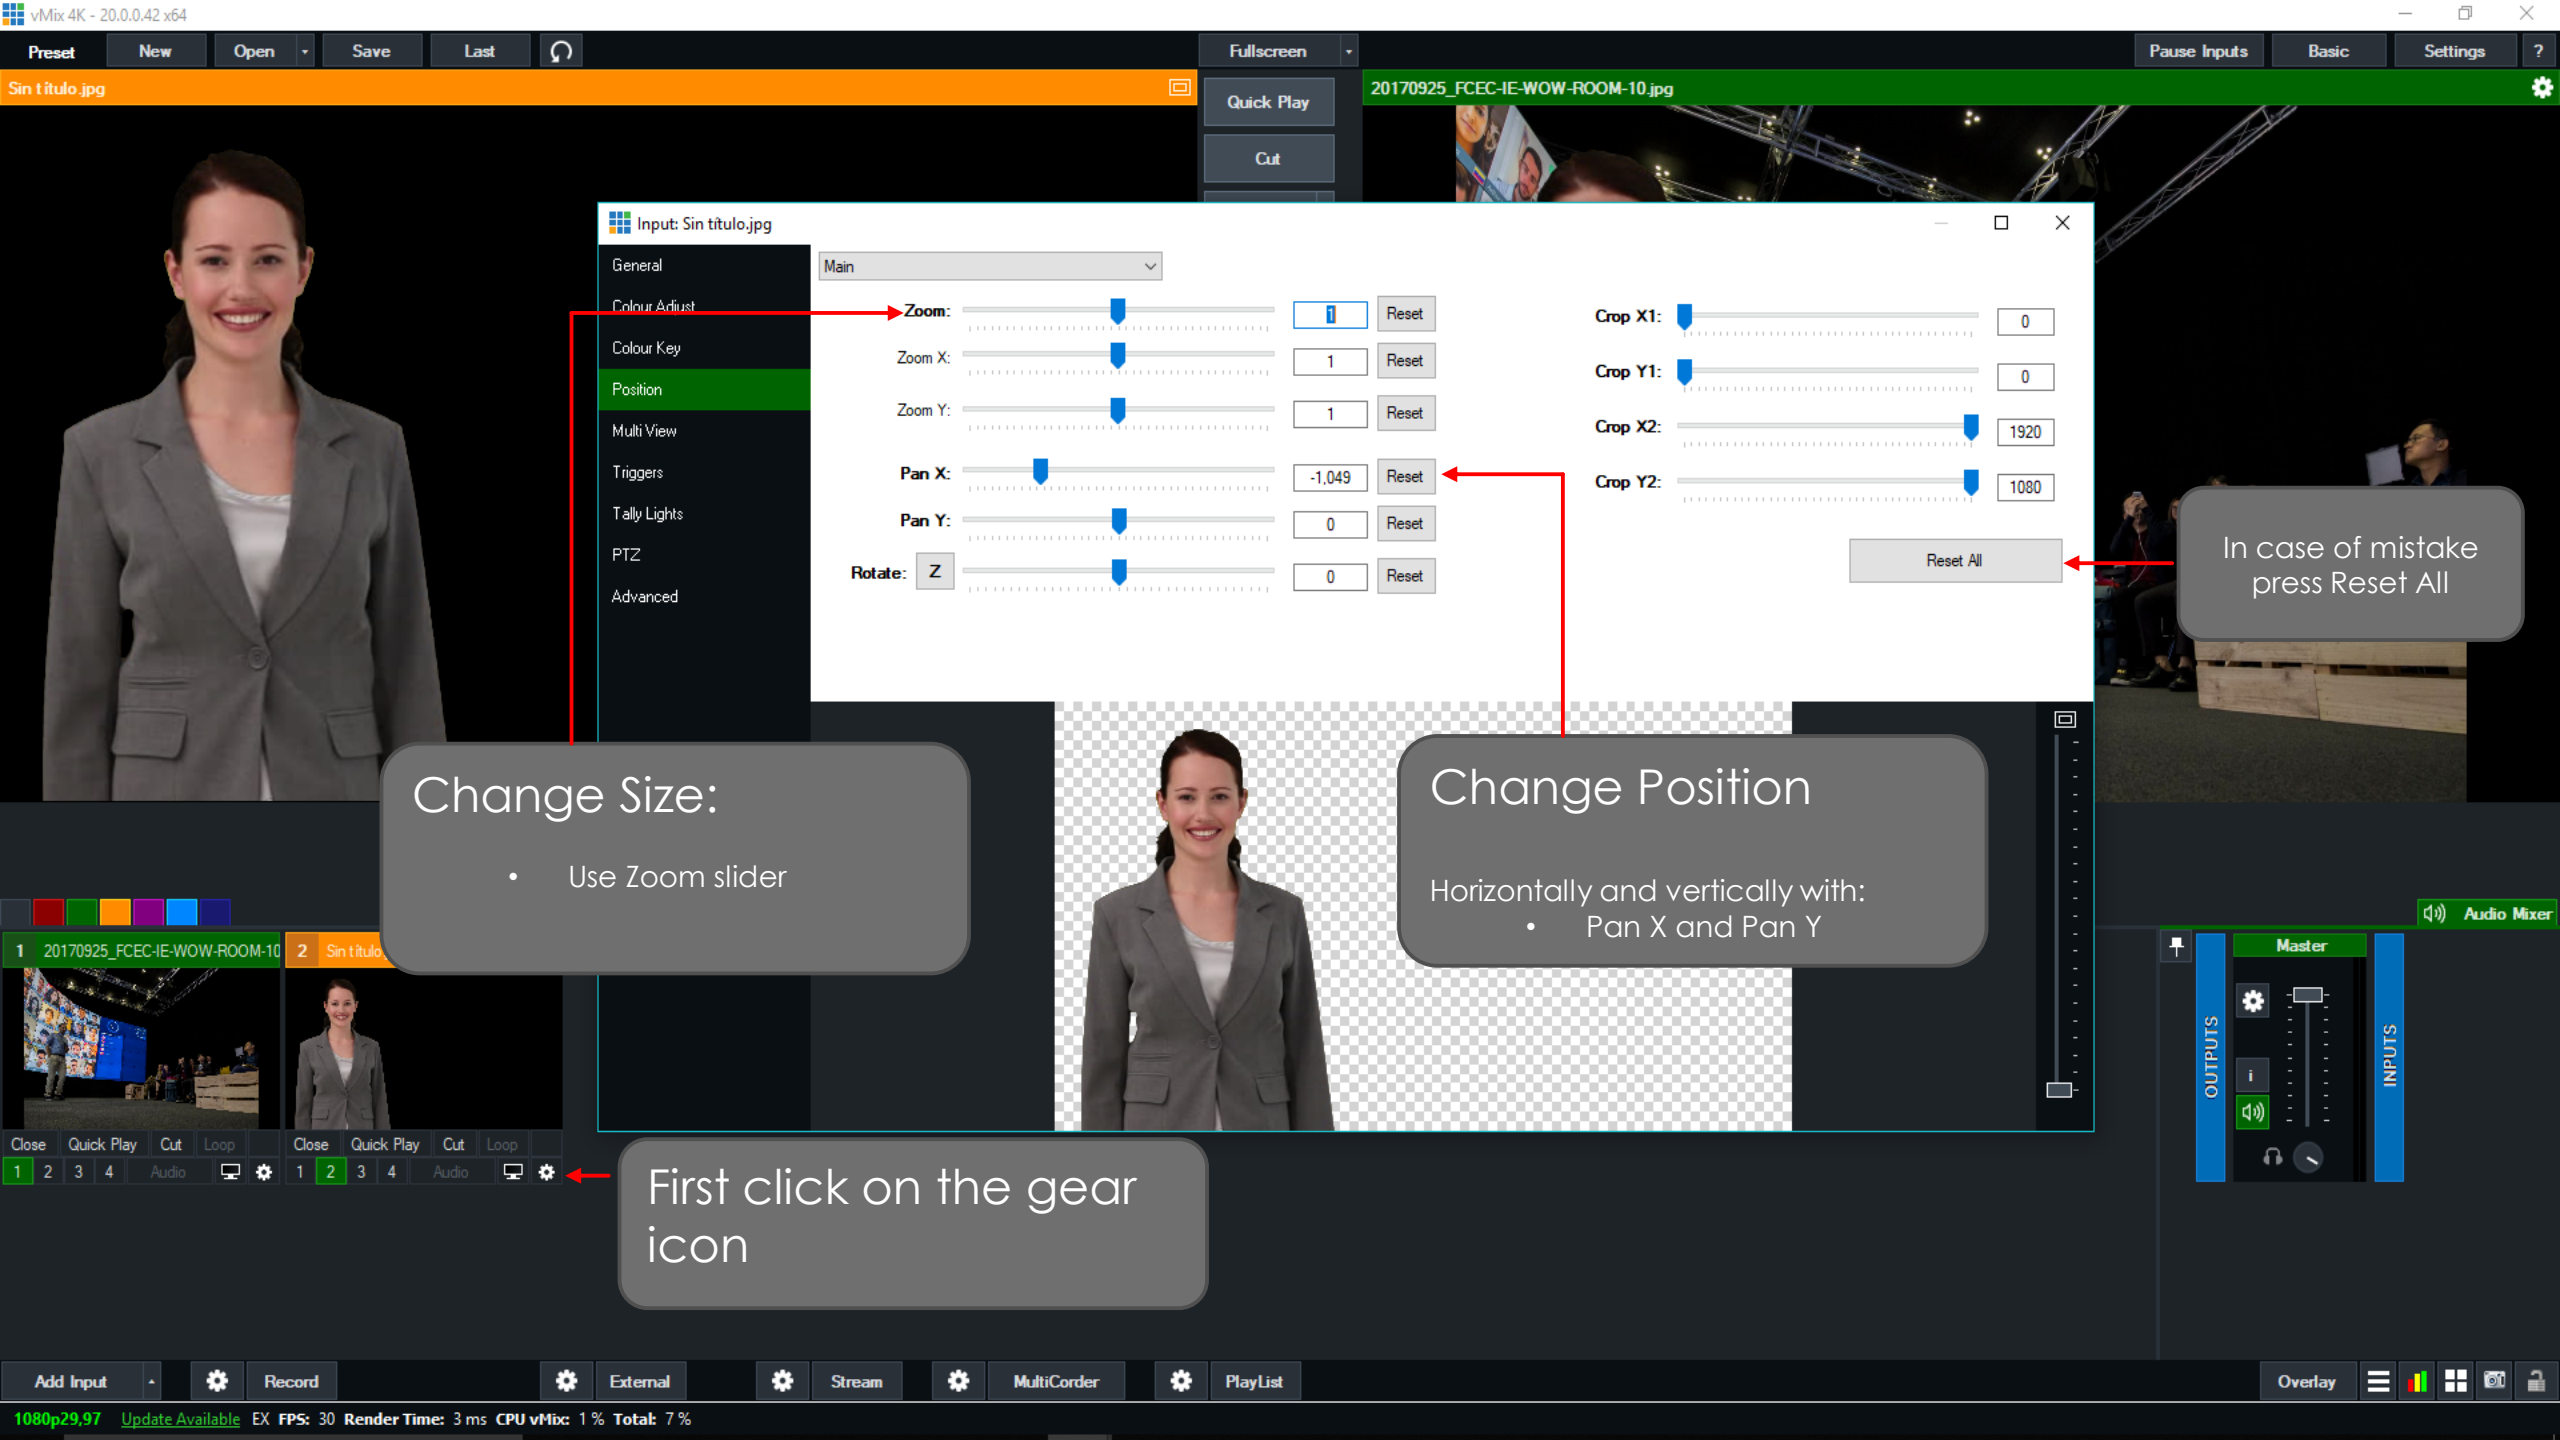 vMix 4K - 20.0.0.42 x64
Preset
New
Open
Save
Last
Fullscreen
Pause Inputs
Basic
Settings
?
Sin título.jpg
Quick Play
Cut
20170925_FCEC-IE-WOW-ROOM-10.jpg
Input: Sin título.jpg
General
Colour Adjust
Colour Key
Position
Multi View
Triggers
Tally Lights
PTZ
Advanced
Main
Zoom: 1 Reset
Zoom X: 1 Reset
Zoom Y: 1 Reset
Pan X: -1,049 Reset
Pan Y: 0 Reset
Rotate: Z 0 Reset
Crop X1: 0
Crop Y1: 0
Crop X2: 1920
Crop Y2: 1080
Reset All
In case of mistake
press Reset All
Change Size:
• Use Zoom slider
Change Position
Horizontally and vertically with:
• Pan X and Pan Y
First click on the gear
icon
1 20170925_FCEC-IE-WOW-ROOM-10
2 Sin título
Close Quick Play Cut Loop
1 2 3 4 Audio
Close Quick Play Cut Loop
1 2 3 4 Audio
Audio Mixer
Master
OUTPUTS
INPUTS
i
Add Input
Record
External
Stream
MultiCorder
PlayList
Overlay
1080p29,97 Update Available EX FPS: 30 Render Time: 3 ms CPU vMix: 1 % Total: 7 %